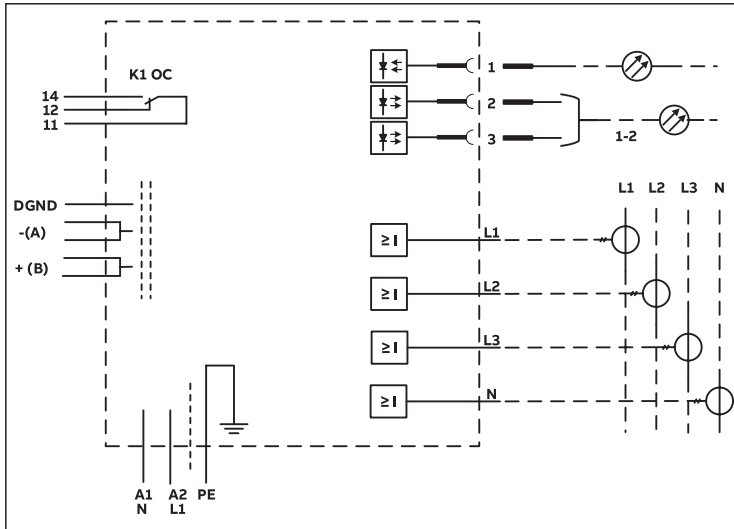 K1 OC
14
12
11
DGND
-(A)
+ (B)
1
2
3
1-2
L1 L2 L3 N
≥ I L1
≥ I L2
≥ I L3
≥ I N
A1 A2 PE
N L1